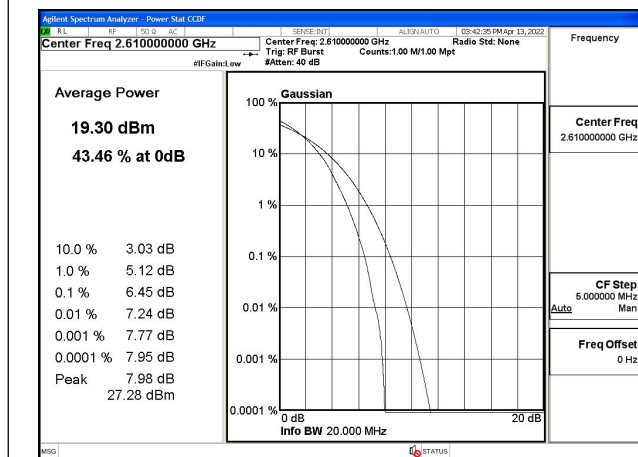 Agilent Spectrum Analyzer - Power Stat CCDF
RL RF 50 Ω AC SENSE:INT ALIGNAUTO 03:42:35 PM Apr 13, 2022
Center Freq 2.610000000 GHz
Center Freq: 2.610000000 GHz Radio Std: None
Trig: RF Burst Counts:1.00 M/1.00 Mpt
#IFGain:Low #Atten: 40 dB
Frequency
Average Power
19.30 dBm
43.46 % at 0dB
10.0 % 3.03 dB
1.0 % 5.12 dB
0.1 % 6.45 dB
0.01 % 7.24 dB
0.001 % 7.77 dB
0.0001 % 7.95 dB
Peak 7.98 dB
27.28 dBm
Gaussian
100 %
10 %
1 %
0.1 %
0.01 %
0.001 %
0.0001 %
0 dB 20 dB
Info BW 20.000 MHz
Center Freq
2.610000000 GHz
CF Step
5.000000 MHz
Auto Man
Freq Offset
0 Hz
MSG STATUS